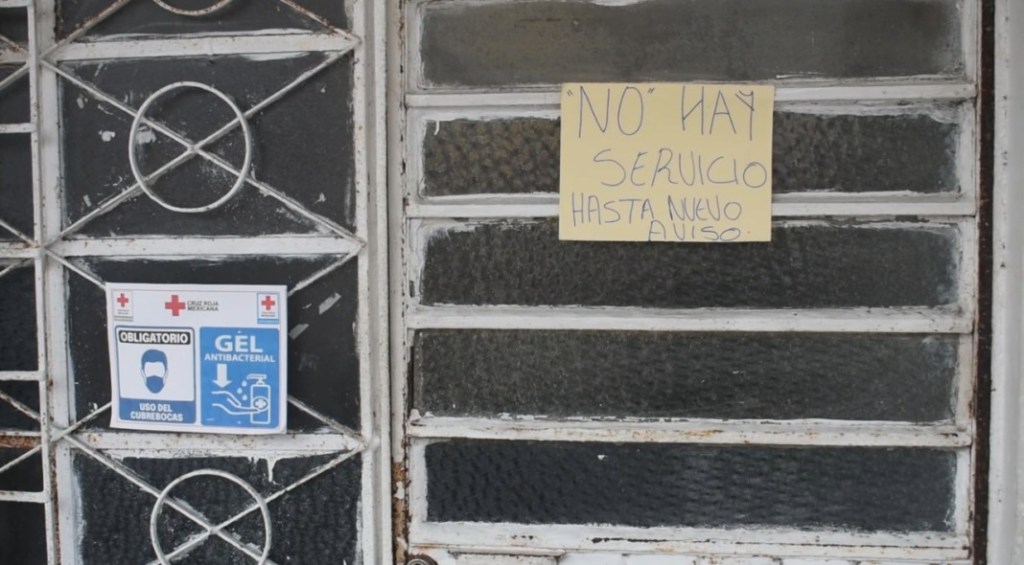 "NO" HAY
SERVICIO
HASTA NUEVO
AVISO.
CRUZ ROJA
MEXICANA
OBLIGATORIO
USO DEL
CUBREBOCAS
GEL
ANTIBACTERIAL